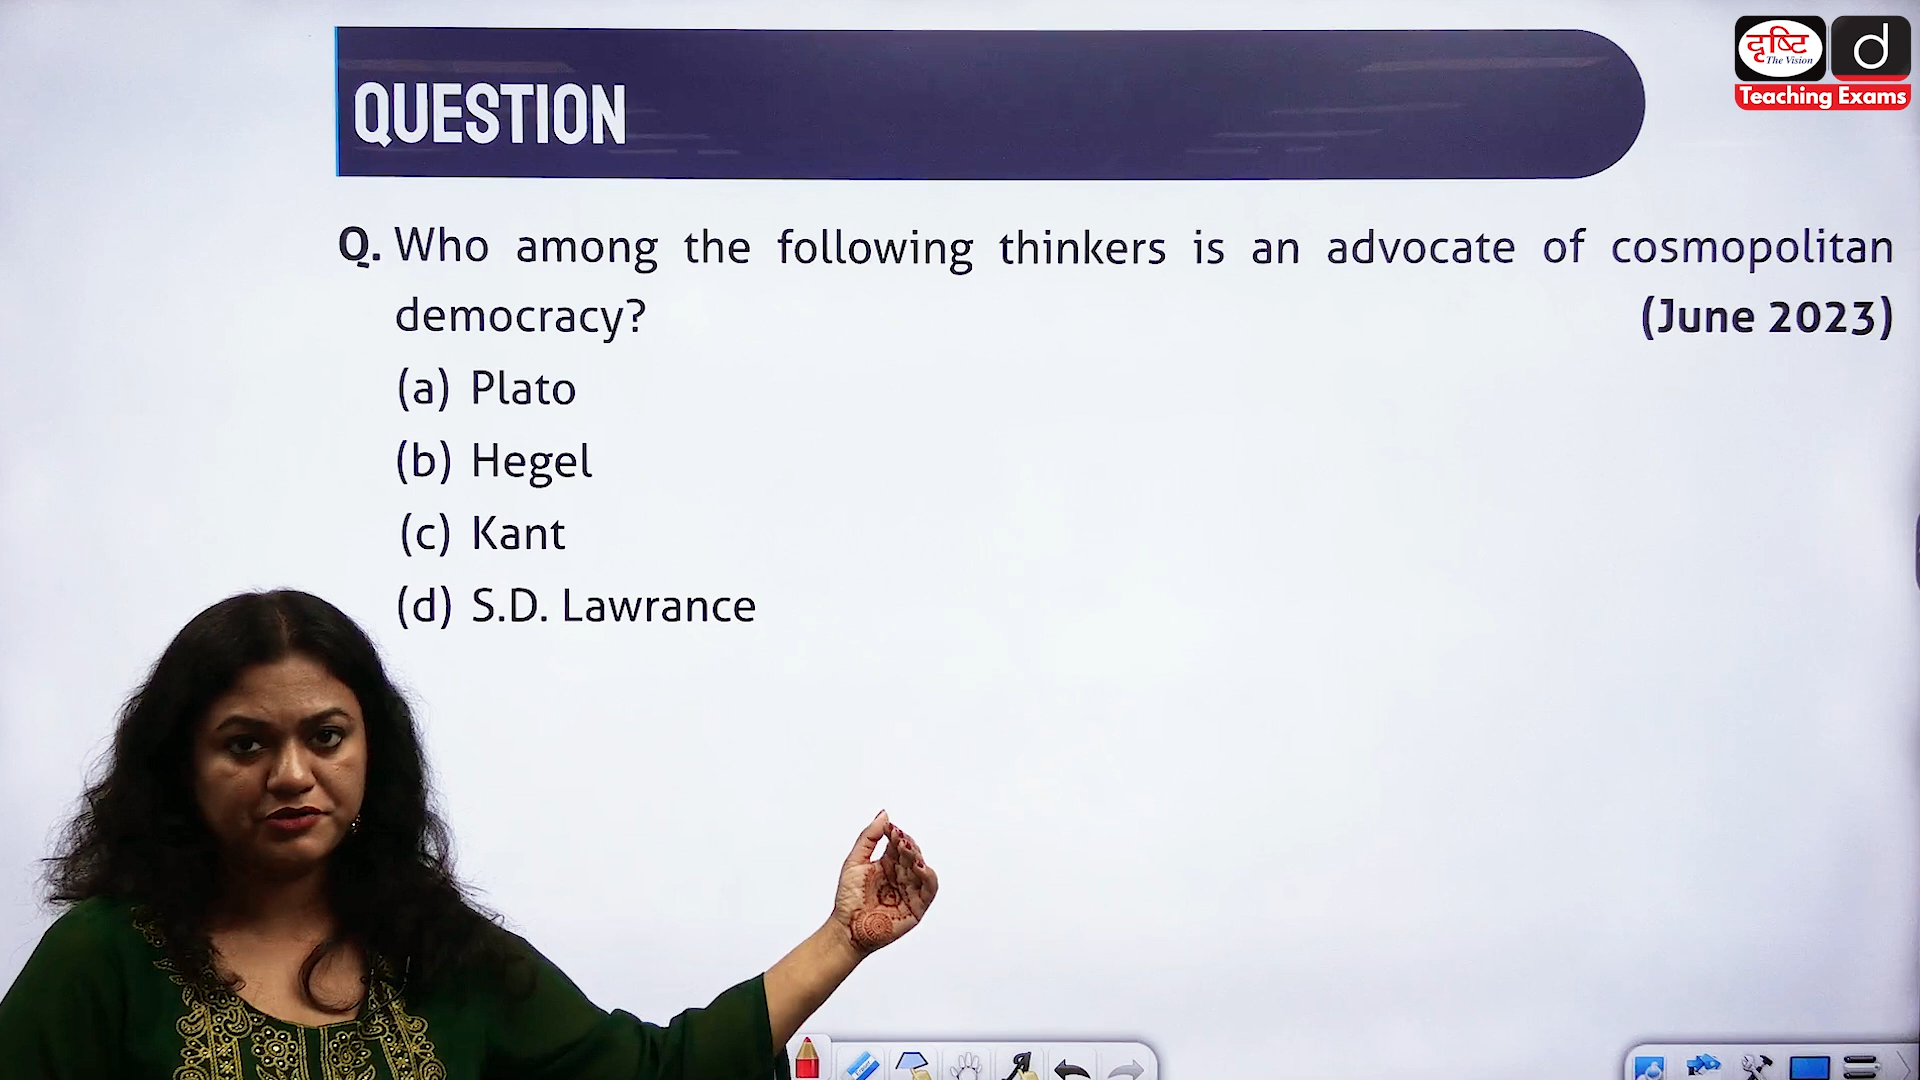 दृष्टि
The Vision
d
Teaching Exams
QUESTION
Q. Who among the following thinkers is an advocate of cosmopolitan
democracy? (June 2023)
(a) Plato
(b) Hegel
(c) Kant
(d) S.D. Lawrance